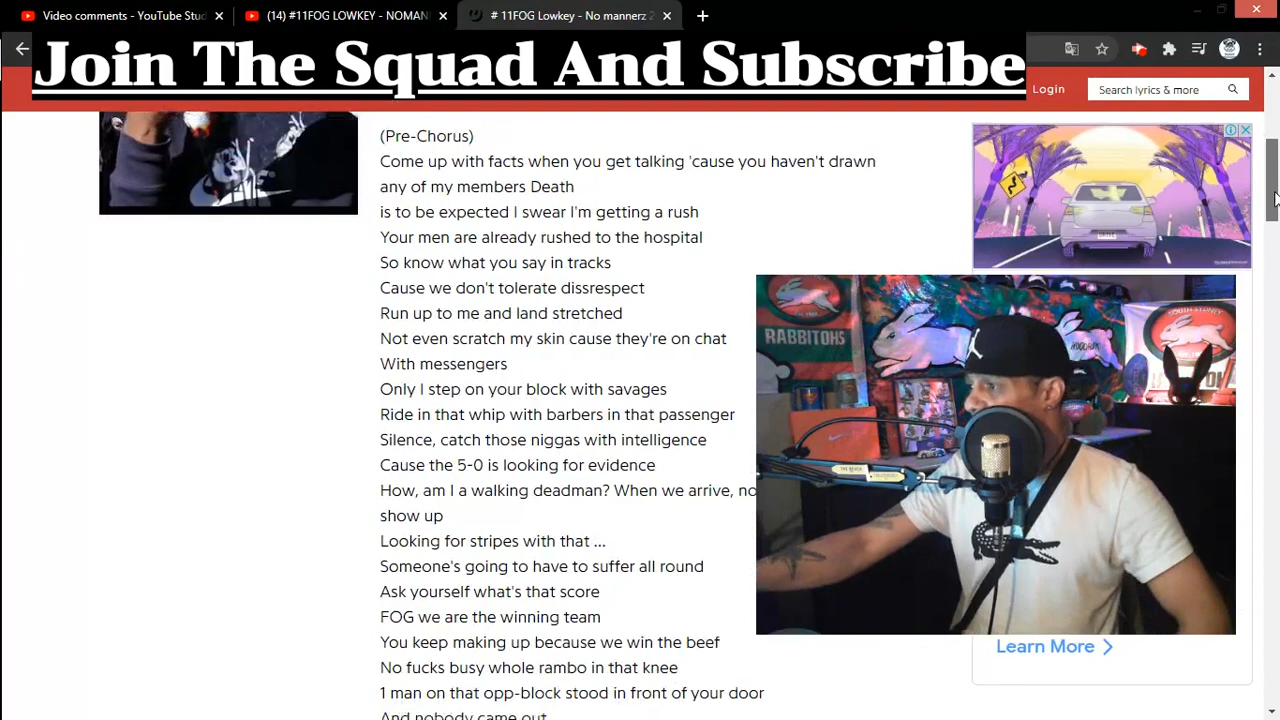 Video comments - YouTube Stud
(14) #11FOG LOWKEY - NOMAN
# 11FOG Lowkey - No mannerz 2
Join The Squad And Subscribe
Login
Search lyrics & more
(Pre-Chorus)
Come up with facts when you get talking 'cause you haven't drawn
any of my members Death
is to be expected I swear I'm getting a rush
Your men are already rushed to the hospital
So know what you say in tracks
Cause we don't tolerate dissrespect
Run up to me and land stretched
Not even scratch my skin cause they're on chat
With messengers
Only I step on your block with savages
Ride in that whip with barbers in that passenger
Silence, catch those niggas with intelligence
Cause the 5-0 is looking for evidence
How, am I a walking deadman? When we arrive, no
show up
Looking for stripes with that ...
Someone's going to have to suffer all round
Ask yourself what's that score
FOG we are the winning team
You keep making up because we win the beef
No fucks busy whole rambo in that knee
1 man on that opp-block stood in front of your door
And nobody came out
RABBITOHS
SOUTH SYDNEY
Learn More